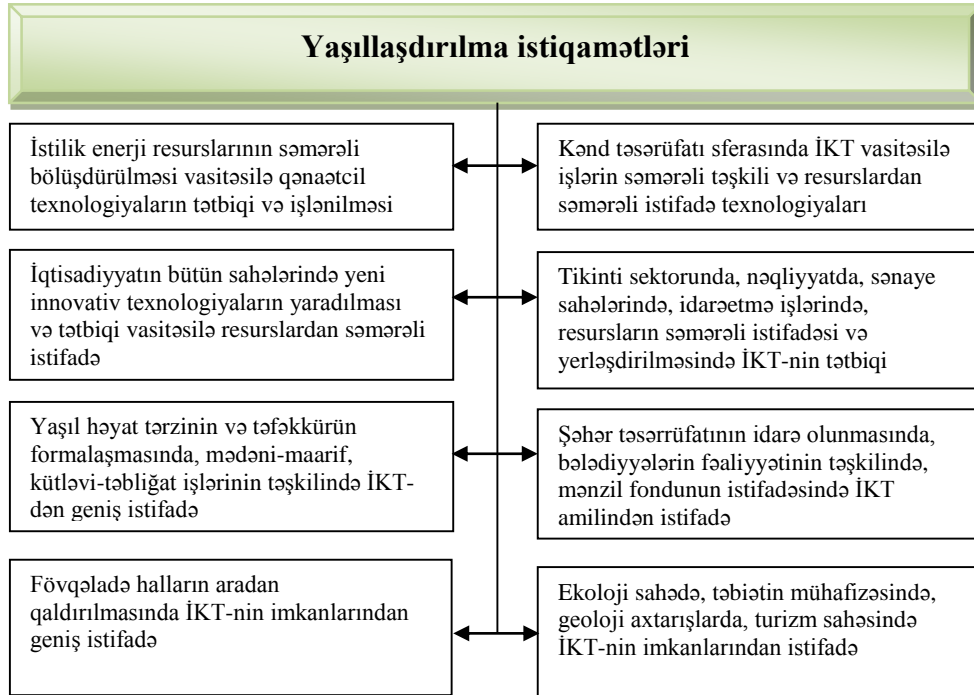 Yaşıllaşdırılma istiqamətləri
İstilik enerji resurslarının səmərəli
bölüşdürülməsi vasitəsilə qənaətcil
texnologiyaların tətbiqi və işlənilməsi
Kənd təsərüfatı sferasında İKT vasitəsilə
işlərin səmərəli təşkili və resurslardan
səmərəli istifadə texnologiyaları
İqtisadiyyatın bütün sahələrində yeni
innovativ texnologiyaların yaradılması
və tətbiqi vasitəsilə resurslardan səmərəli
istifadə
Tikinti sektorunda, nəqliyyatda, sənaye
sahələrində, idarəetmə işlərində,
resursların səmərəli istifadəsi və
yerləşdirilməsində İKT-nin tətbiqi
Yaşıl həyat tərzinin və təfəkkürün
formalaşmasında, mədəni-maarif,
kütləvi-təbliğat işlərinin təşkilində İKT-
dən geniş istifadə
Şəhər təsərrüfatının idarə olunmasında,
bələdiyyələrin fəaliyyətinin təşkilində,
mənzil fondunun istifadəsində İKT
amilindən istifadə
Fövqəladə halların aradan
qaldırılmasında İKT-nin imkanlarından
geniş istifadə
Ekoloji sahədə, təbiətin mühafizəsində,
geoloji axtarışlarda, turizm sahəsində
İKT-nin imkanlarından istifadə